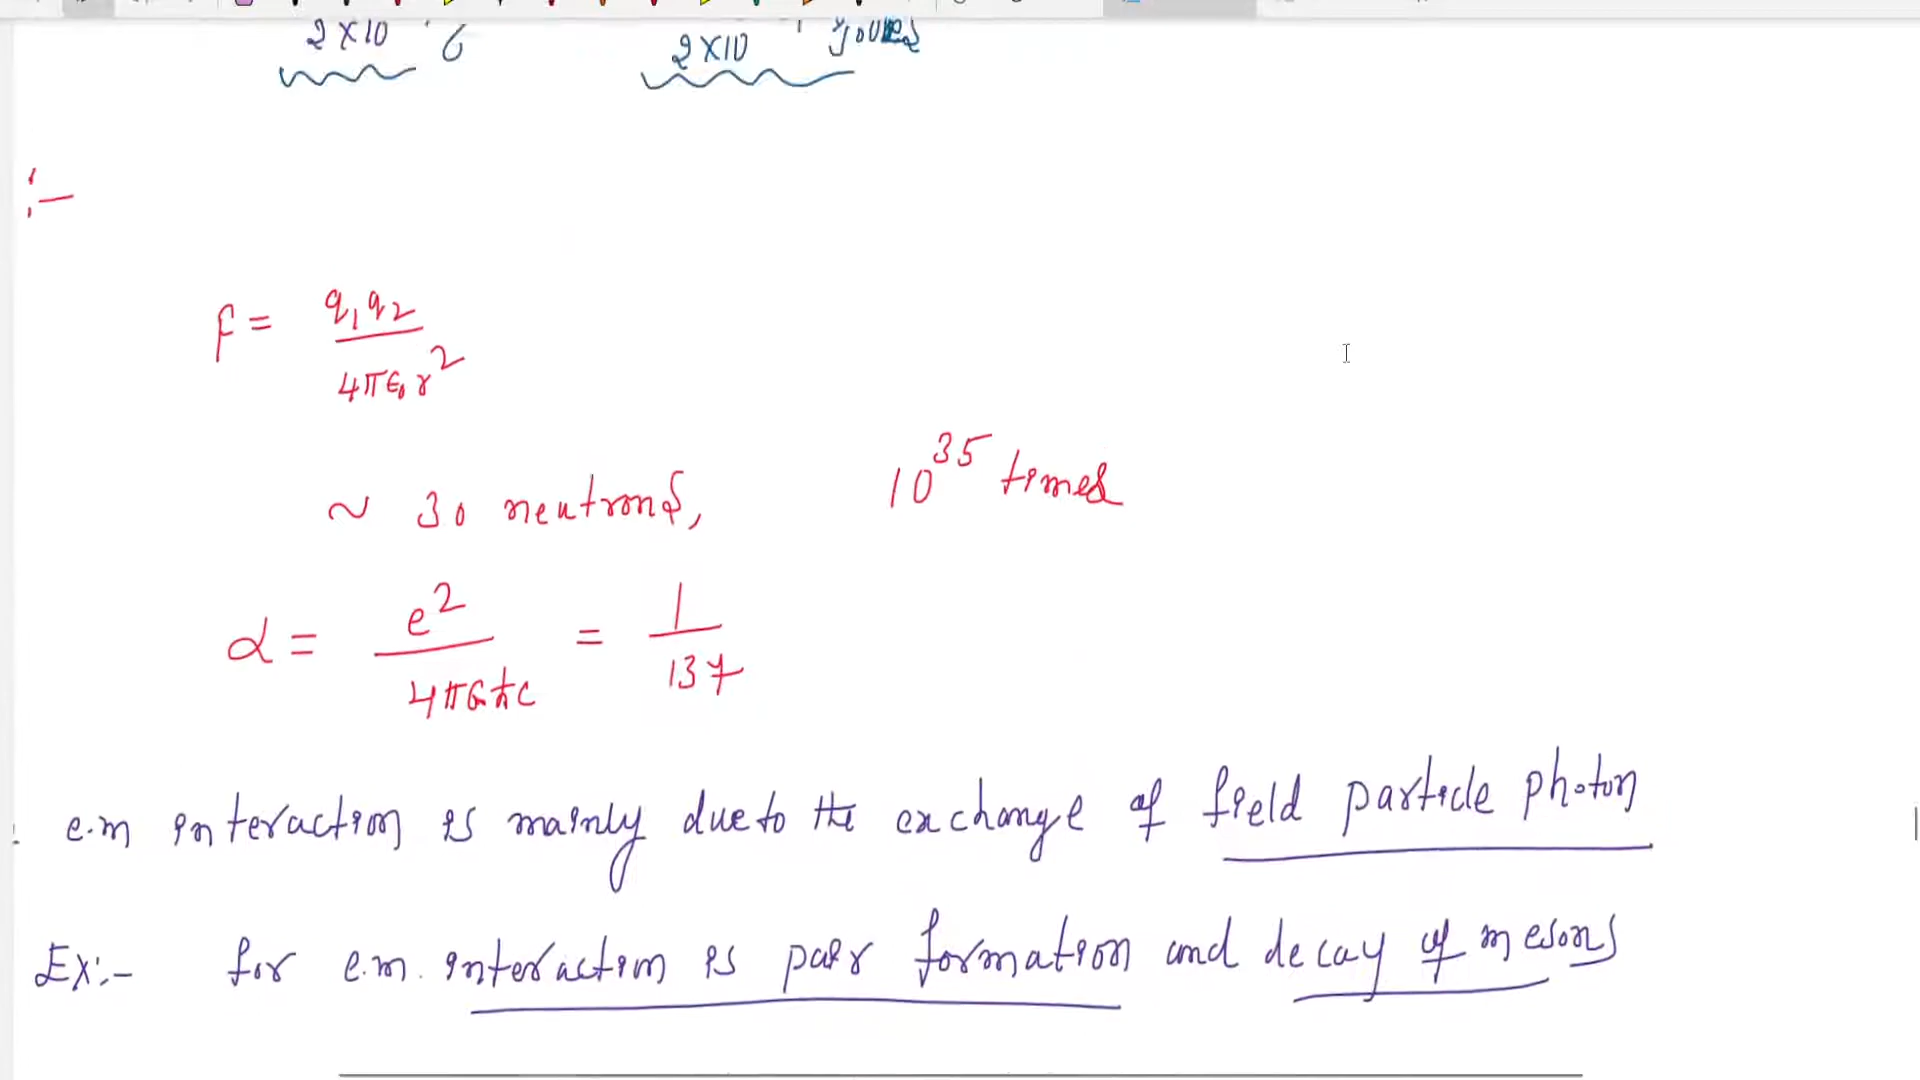 2×10 6
2×10 joules
:-
F = q₁q₂ / 4πε₀r²
~ 30 neutrons, 10³⁵ times
α = e² / 4πε₀ħc = 1/137
e.m interaction is mainly due to the exchange of field particle photon
Ex:- for e.m. interaction is pair formation and decay of mesons